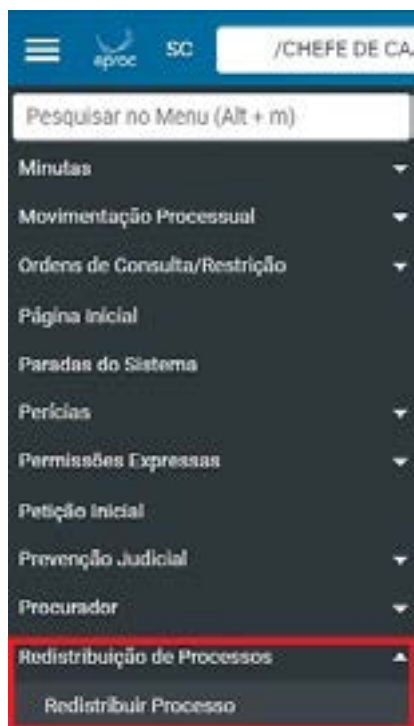 eproc SC /CHEFE DE CA
Pesquisar no Menu (Alt + m)
Minutas
Movimentação Processual
Ordens de Consulta/Restrição
Página Inicial
Paradas do Sistema
Perícias
Permissões Expressas
Petição Inicial
Prevenção Judicial
Procurador
Redistribuição de Processos
Redistribuir Processo